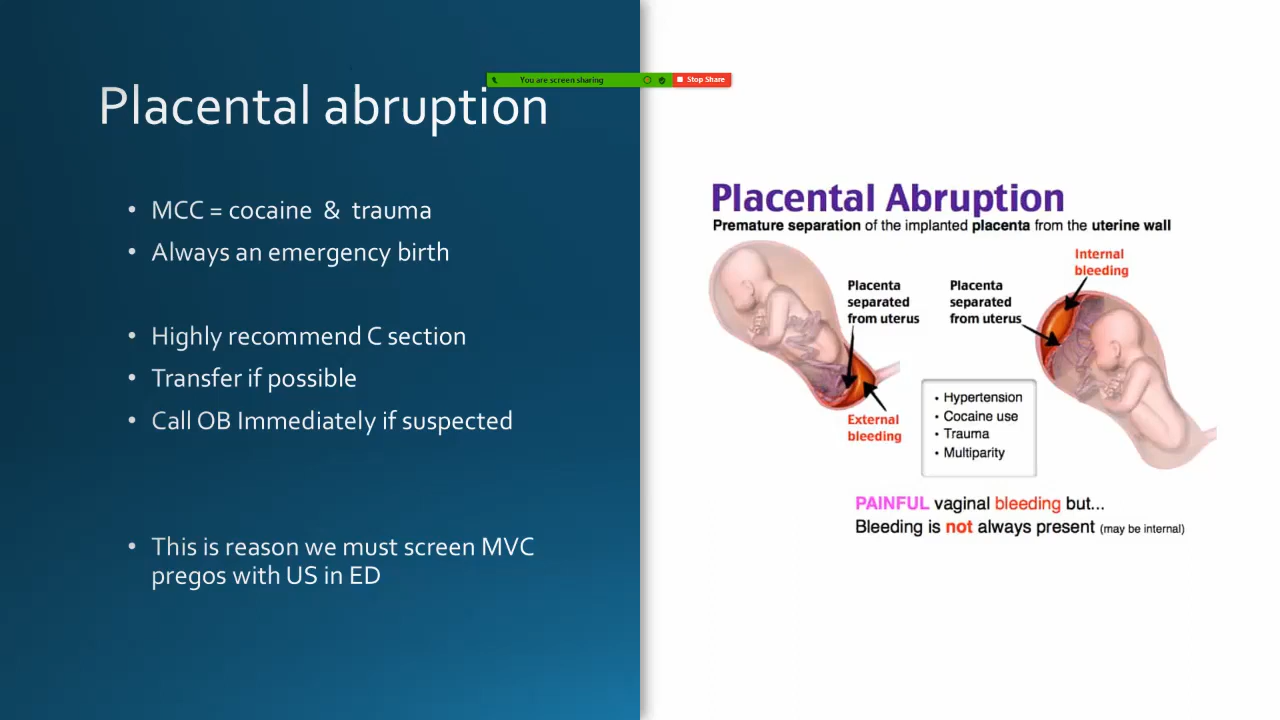 You are screen sharing
Stop Share
Placental abruption
• MCC = cocaine & trauma
• Always an emergency birth
• Highly recommend C section
• Transfer if possible
• Call OB Immediately if suspected
• This is reason we must screen MVC
pregos with US in ED
Placental Abruption
Premature separation of the implanted placenta from the uterine wall
Placenta
separated
from uterus
External
bleeding
Placenta
separated
from uterus
Internal
bleeding
• Hypertension
• Cocaine use
• Trauma
• Multiparity
PAINFUL vaginal bleeding but...
Bleeding is not always present (may be internal)